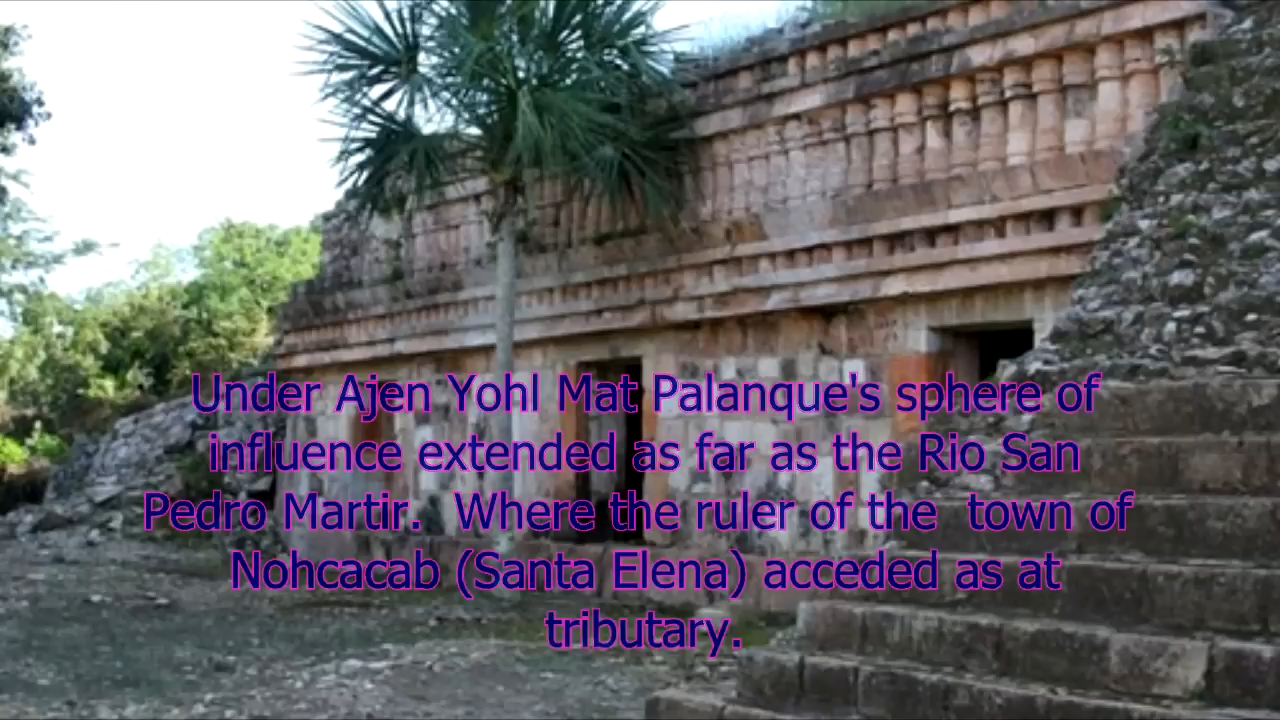 Under Ajen Yohl Mat Palanque's sphere of
influence extended as far as the Rio San
Pedro Martir.  Where the ruler of the  town of
Nohcacab (Santa Elena) acceded as at
tributary.